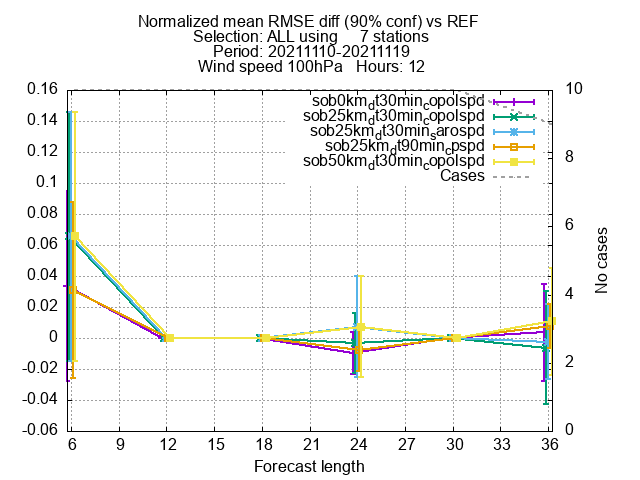 Normalized mean RMSE diff (90% conf) vs REF
Selection: ALL using 7 stations
Period: 20211110-20211119
Wind speed 100hPa Hours: 12
0.16
0.14
0.12
0.1
0.08
0.06
0.04
0.02
0
-0.02
-0.04
-0.06
10
8
6
4
2
0
No cases
sob0km_dt30min_copolspd
sob25km_dt30min_copolspd
sob25km_dt30min_sarospd
sob25km_dt90min_cpspd
sob50km_dt30min_copolspd
Cases
6 9 12 15 18 21 24 27 30 33 36
Forecast length